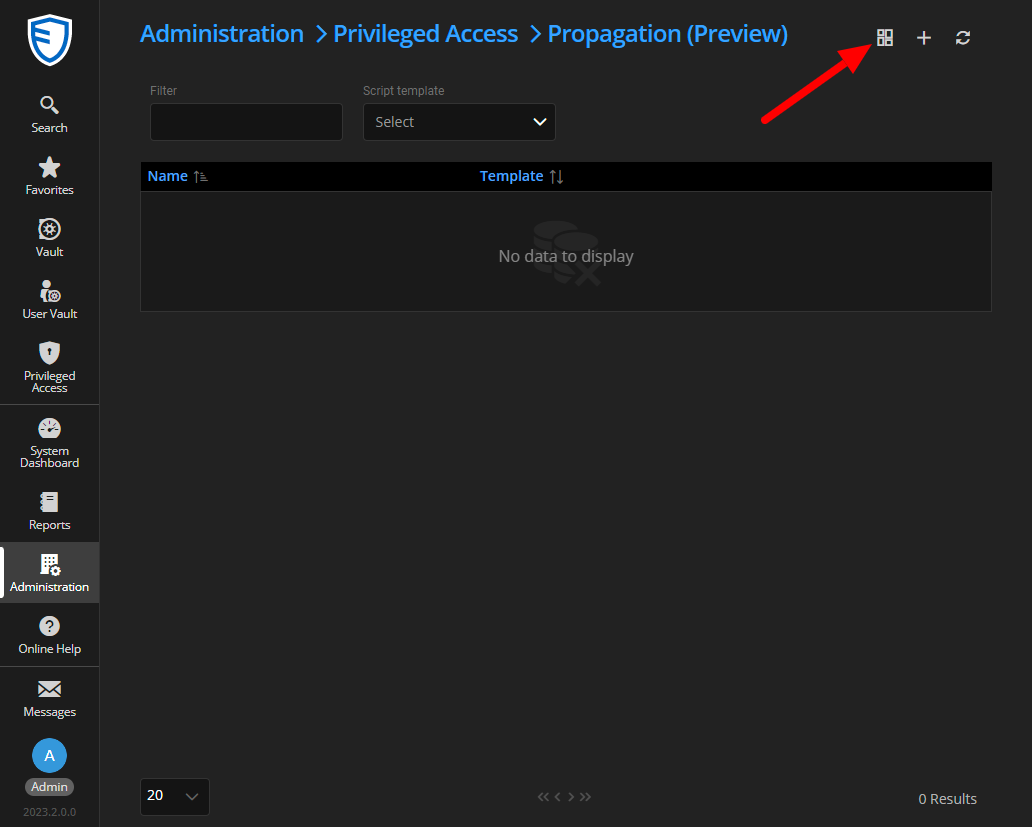 Administration > Privileged Access > Propagation (Preview)
Search
Favorites
Vault
User Vault
Privileged
Access
System
Dashboard
Reports
Administration
Online Help
Messages
A
Admin
2023.2.0.0
Filter
Script template
Select
Name
Template
No data to display
20
0 Results